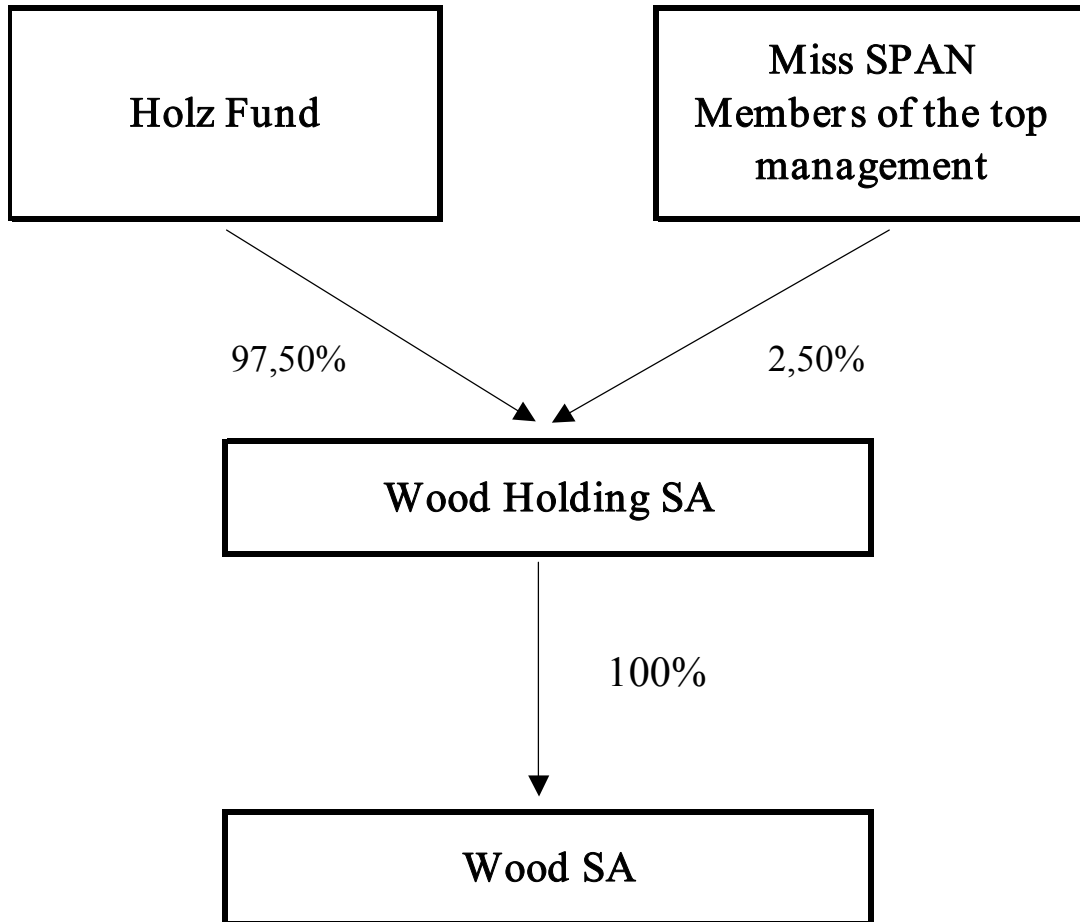 Holz Fund
Miss SPAN
Members of the top
management
97,50%
2,50%
Wood Holding SA
100%
Wood SA